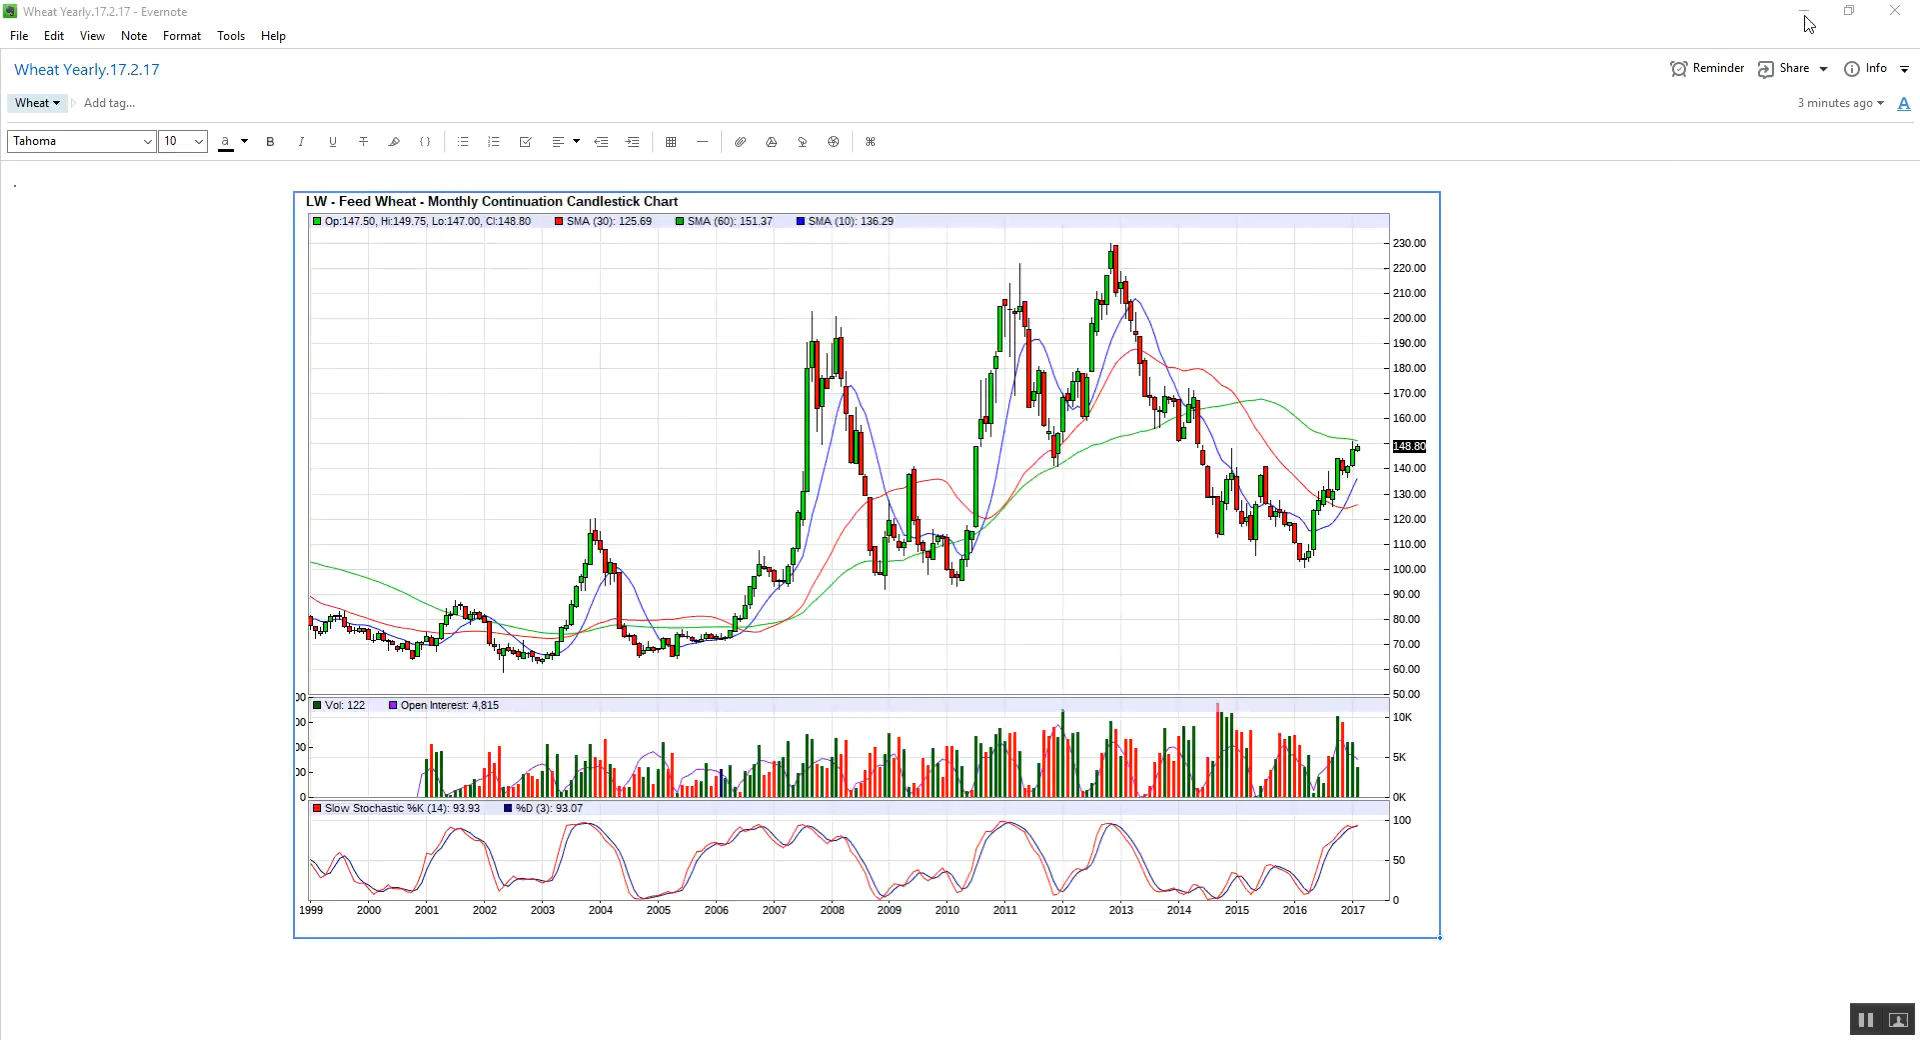 Wheat Yearly.17.2.17 - Evernote
File Edit View Note Format Tools Help
Wheat Yearly.17.2.17
Reminder Share Info
Wheat Add tag...
3 minutes ago A
Tahoma 10 a B I U T { }
LW - Feed Wheat - Monthly Continuation Candlestick Chart
Op:147.50, Hi:149.75, Lo:147.00, Cl:148.80 SMA (30): 125.69 SMA (60): 151.37 SMA (10): 136.29
230.00
220.00
210.00
200.00
190.00
180.00
170.00
160.00
148.80
140.00
130.00
120.00
110.00
100.00
90.00
80.00
70.00
60.00
50.00
Vol: 122 Open Interest: 4,815
00
00 10K
00 5K
00
0 0K
Slow Stochastic %K (14): 93.93 %D (3): 93.07
100
50
0
1999 2000 2001 2002 2003 2004 2005 2006 2007 2008 2009 2010 2011 2012 2013 2014 2015 2016 2017